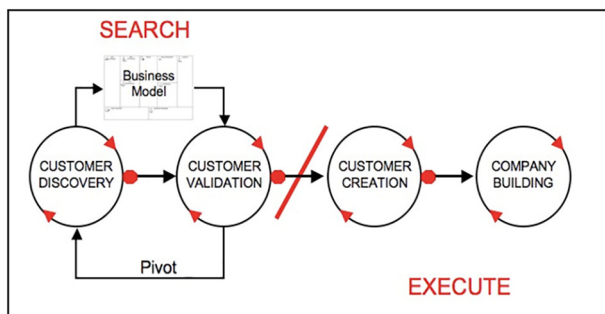 SEARCH
Business
Model
CUSTOMER
DISCOVERY
CUSTOMER
VALIDATION
CUSTOMER
CREATION
COMPANY
BUILDING
Pivot
EXECUTE